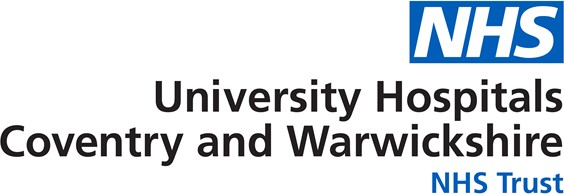 NHS
University Hospitals
Coventry and Warwickshire
NHS Trust